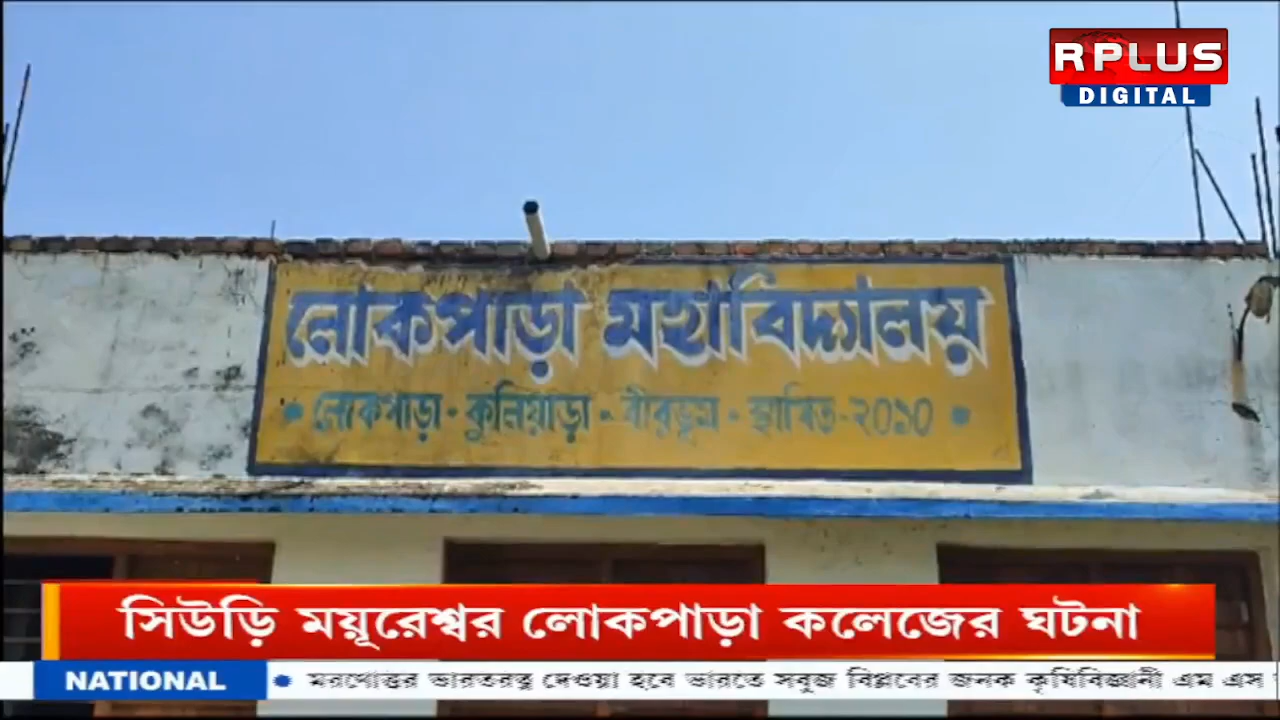 RPLUS
DIGITAL
লোকপাড়া মহাবিদ্যালয়
লোকপাড়া - কুনিয়াড়া - বীরভূম - স্থাপিত-২০১০
সিউড়ি ময়ূরেশ্বর লোকপাড়া কলেজের ঘটনা
NATIONAL
মরণোত্তর ভারতরত্ন দেওয়া হবে ভারতে সবুজ বিপ্লবের জনক কৃষিবিজ্ঞানী এম এস